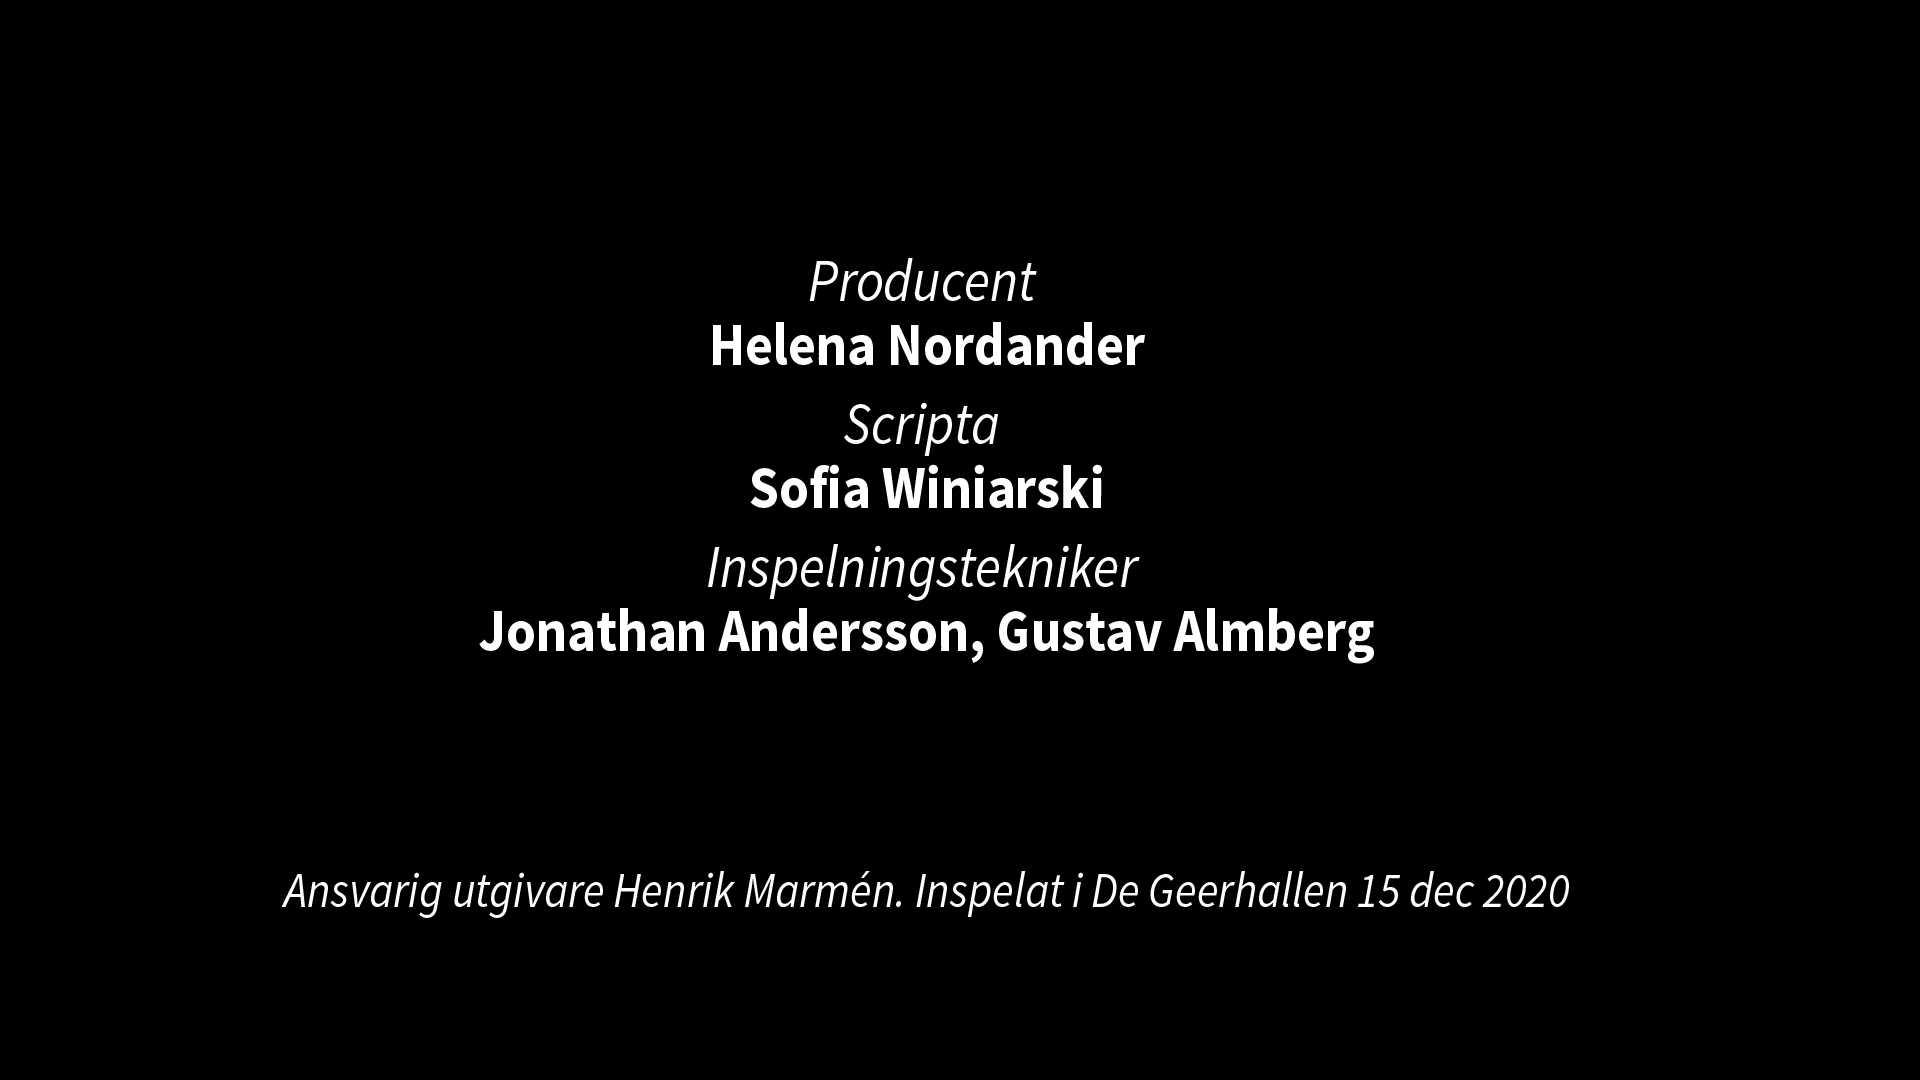 Producent
Helena Nordander
Scripta
Sofia Winiarski
Inspelningstekniker
Jonathan Andersson, Gustav Almberg
Ansvarig utgivare Henrik Marmén. Inspelat i De Geerhallen 15 dec 2020